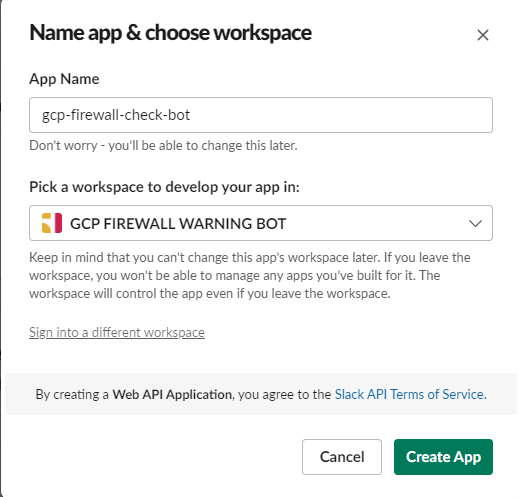 Name app & choose workspace
App Name
gcp-firewall-check-bot
Don't worry - you'll be able to change this later.
Pick a workspace to develop your app in:
GCP FIREWALL WARNING BOT
Keep in mind that you can't change this app's workspace later. If you leave the
workspace, you won't be able to manage any apps you've built for it. The
workspace will control the app even if you leave the workspace.
Sign into a different workspace
By creating a Web API Application, you agree to the Slack API Terms of Service.
Cancel
Create App